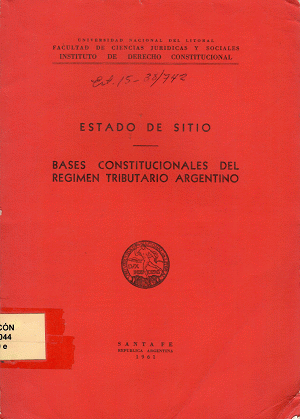 UNIVERSIDAD NACIONAL DEL LITORAL
FACULTAD DE CIENCIAS JURIDICAS Y SOCIALES
INSTITUTO DE DERECHO CONSTITUCIONAL
ESTADO DE SITIO
BASES CONSTITUCIONALES DEL
REGIMEN TRIBUTARIO ARGENTINO
CÓN
044
e
SANTA FE
REPUBLICA ARGENTINA